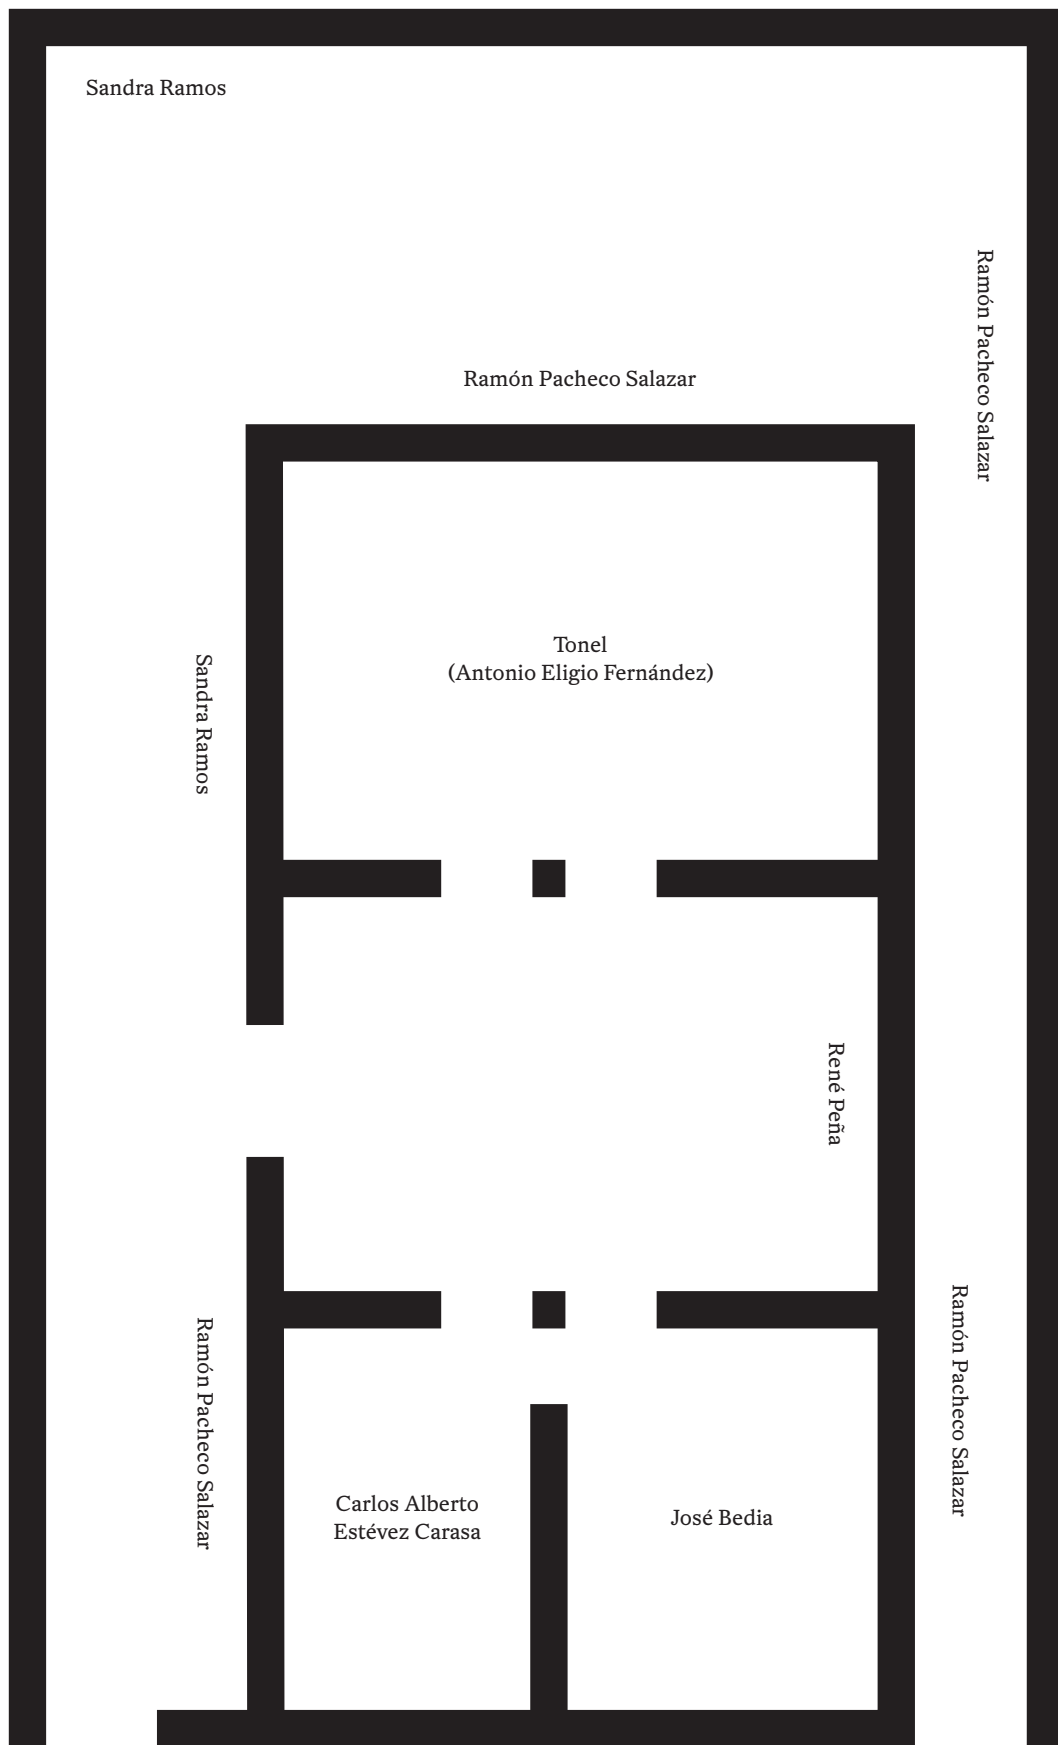 Sandra Ramos
Ramón Pacheco Salazar
Ramón Pacheco Salazar
Tonel
(Antonio Eligio Fernández)
Sandra Ramos
René Peña
Ramón Pacheco Salazar
Ramón Pacheco Salazar
Carlos Alberto
Estévez Carasa
José Bedia